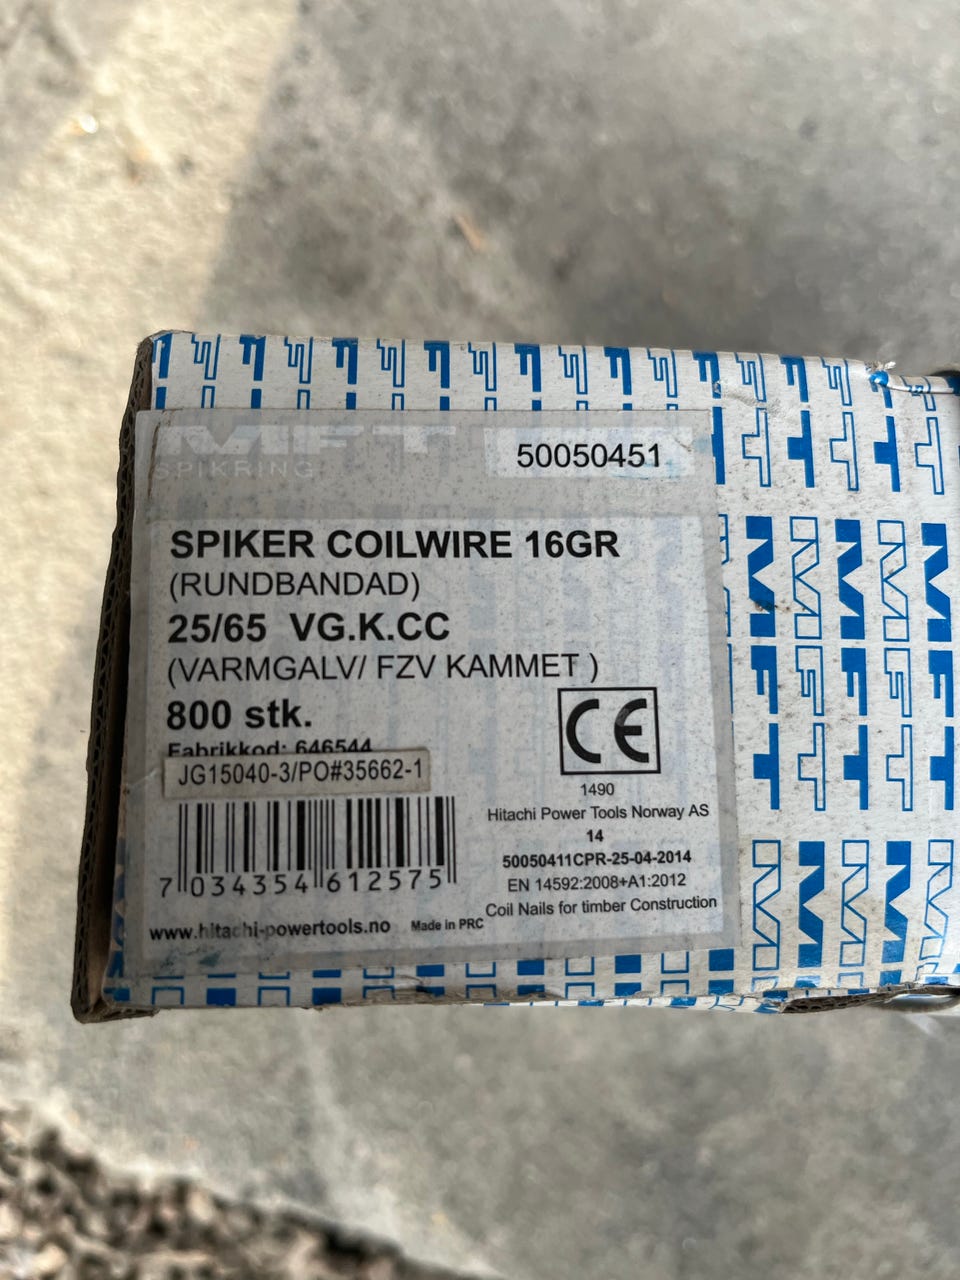 MFT
SPIKRING
50050451
SPIKER COILWIRE 16GR
(RUNDBANDAD)
25/65 VG.K.CC
(VARMGALV/ FZV KAMMET )
800 stk.
Fabrikkod: 646544
JG15040-3/PO#35662-1
CE
1490
Hitachi Power Tools Norway AS
14
50050411CPR-25-04-2014
EN 14592:2008+A1:2012
Coil Nails for timber Construction
7 034354 612575
www.hitachi-powertools.no Made in PRC